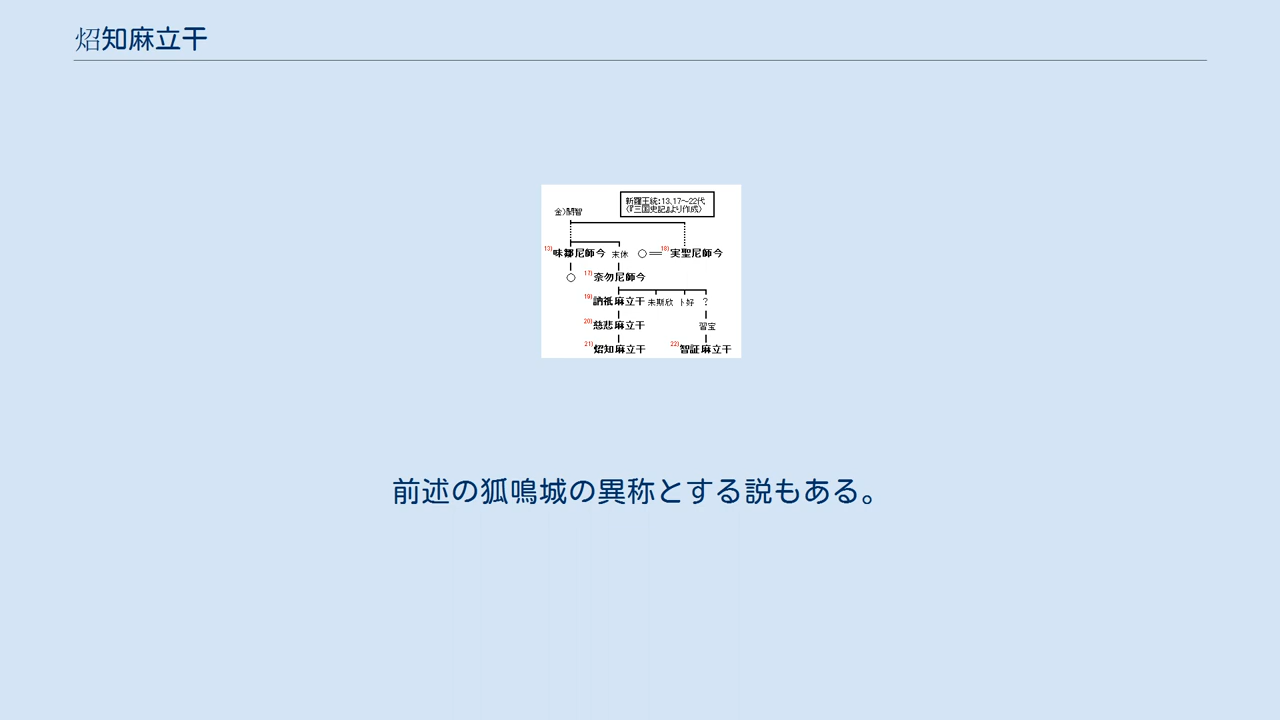 炤知麻立干
新羅王統：13,17～22代
（『三国史記』より作成）
金)閼智
13)味鄒尼師今 末仇 ○ 18)実聖尼師今
○ 17)奈勿尼師今
19)訥祇麻立干 未斯欣 卜好 ？
20)慈悲麻立干 習宝
21)炤知麻立干 22)智証麻立干
前述の狐鳴城の異称とする説もある。